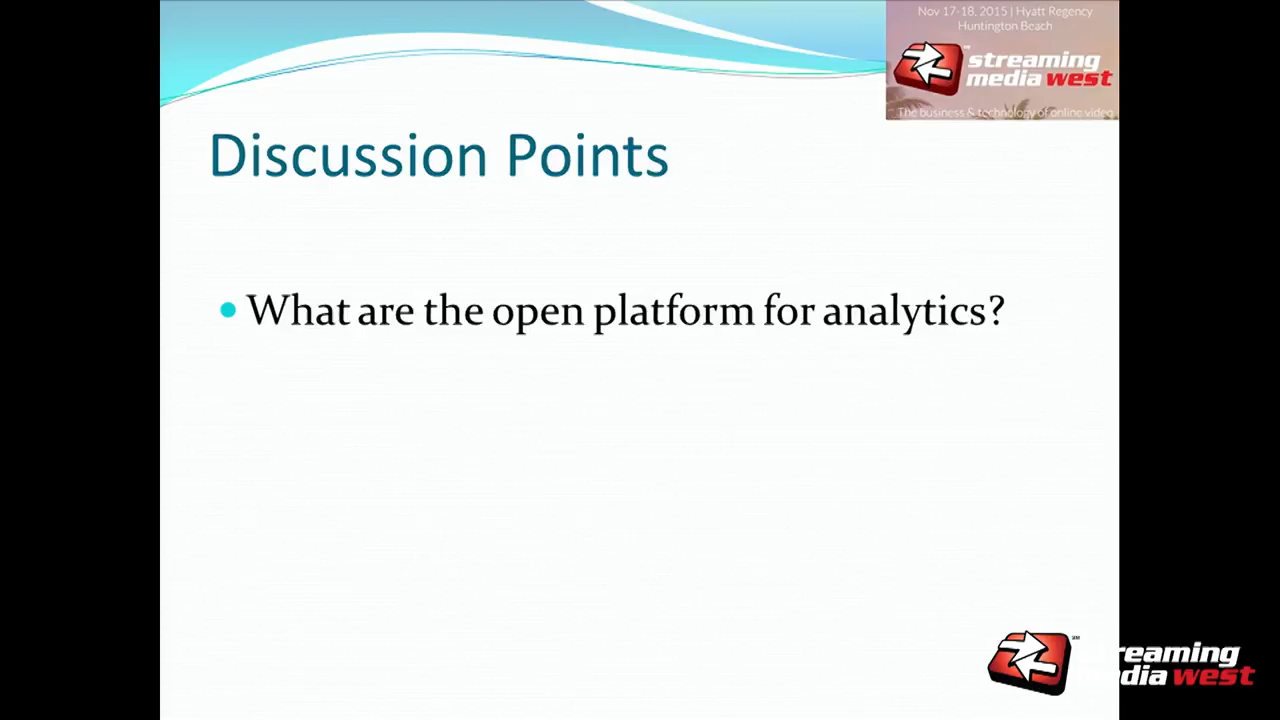 Nov 17-18, 2015 | Hyatt Regency
Huntington Beach
streaming
media west
The business & technology of online video
Discussion Points
• What are the open platform for analytics?
streaming
media west
SM